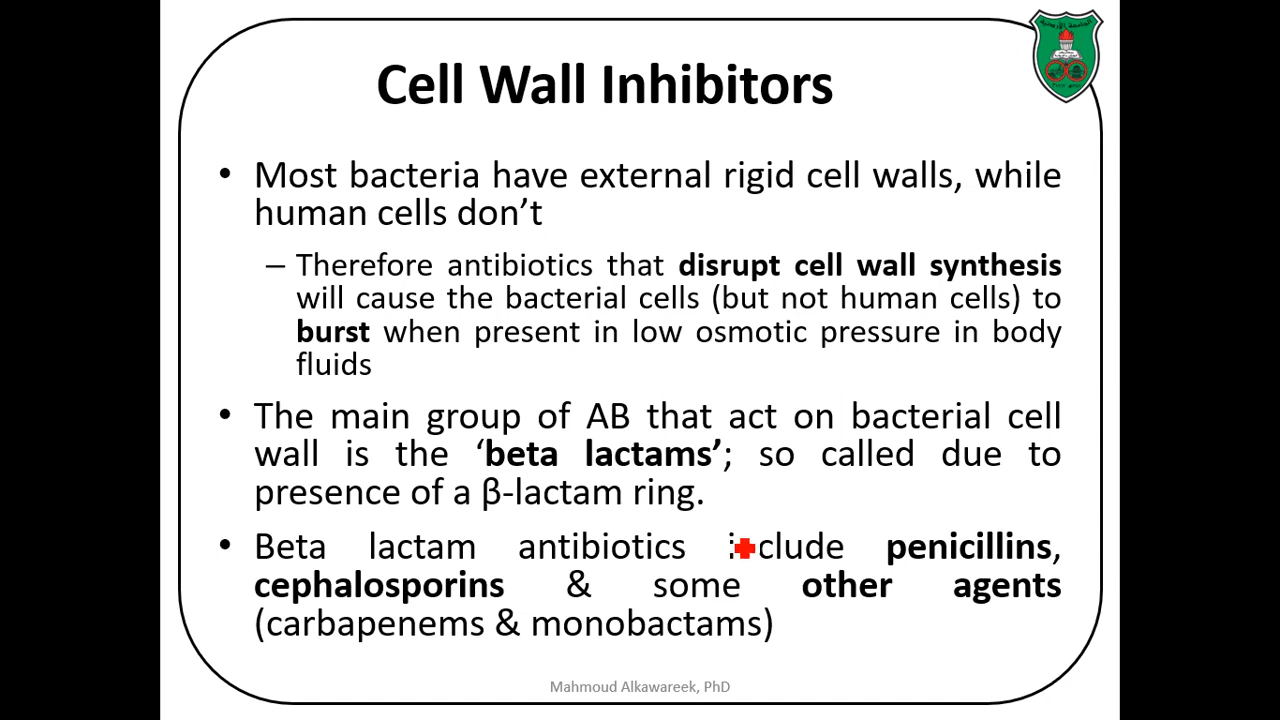 Cell Wall Inhibitors
• Most bacteria have external rigid cell walls, while
human cells don’t
– Therefore antibiotics that disrupt cell wall synthesis
will cause the bacterial cells (but not human cells) to
burst when present in low osmotic pressure in body
fluids
• The main group of AB that act on bacterial cell
wall is the ‘beta lactams’; so called due to
presence of a β-lactam ring.
• Beta lactam antibiotics include penicillins,
cephalosporins & some other agents
(carbapenems & monobactams)
Mahmoud Alkawareek, PhD